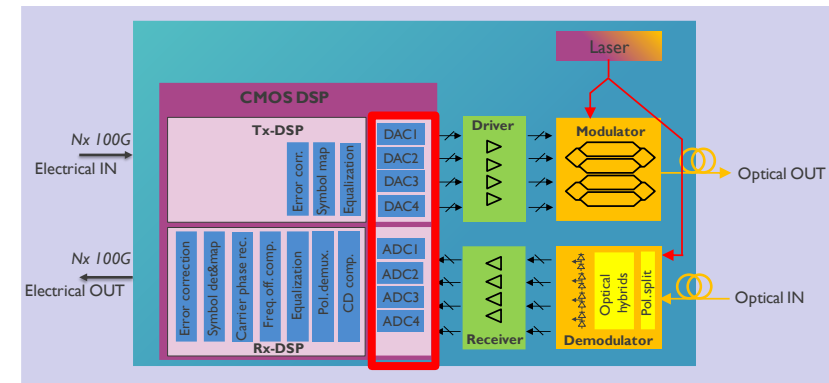 Laser
CMOS DSP
Nx 100G
Electrical IN
Tx-DSP
Error corr.
Symbol map
Equalization
DAC1
DAC2
DAC3
DAC4
Driver
Modulator
Optical OUT
Nx 100G
Electrical OUT
Error correction
Symbol det&map
Carrier phase rec.
Freq.off.comp.
Equalization
Pol.demux.
CD comp.
Rx-DSP
ADC1
ADC2
ADC3
ADC4
Receiver
Optical
hybrids
Pol.split
Demodulator
Optical IN